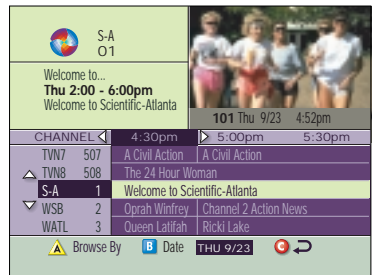 S-A
01
Welcome to...
Thu 2:00 - 6:00pm
Welcome to Scientific-Atlanta
101 Thu 9/23 4:52pm
CHANNEL 4:30pm 5:00pm 5:30pm
TVN7 507 A Civil Action A Civil Action
TVN8 508 The 24 Hour Woman
S-A 1 Welcome to Scientific-Atlanta
WSB 2 Oprah Winfrey Channel 2 Action News
WATL 3 Queen Latifah Ricki Lake
A Browse By B Date THU 9/23 C